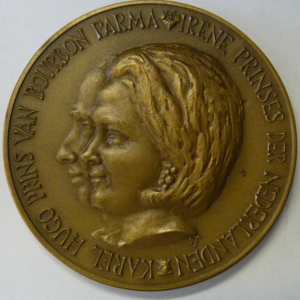 KAREL HUGO PRINS VAN BOURBON PARMA
IRENE PRINSES DER NEDERLANDEN